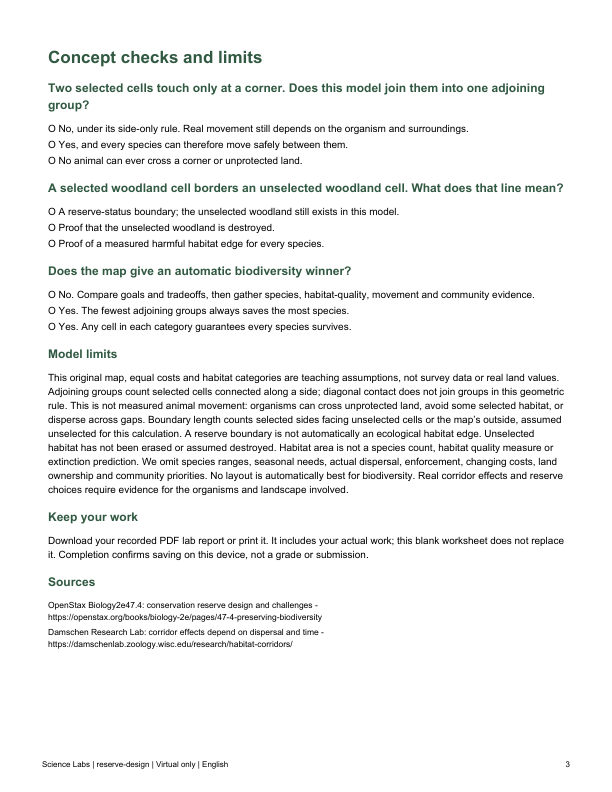 Concept checks and limits
Two selected cells touch only at a corner. Does this model join them into one adjoining
group?
O No, under its side-only rule. Real movement still depends on the organism and surroundings.
O Yes, and every species can therefore move safely between them.
O No animal can ever cross a corner or unprotected land.
A selected woodland cell borders an unselected woodland cell. What does that line mean?
O A reserve-status boundary; the unselected woodland still exists in this model.
O Proof that the unselected woodland is destroyed.
O Proof of a measured harmful habitat edge for every species.
Does the map give an automatic biodiversity winner?
O No. Compare goals and tradeoffs, then gather species, habitat-quality, movement and community evidence.
O Yes. The fewest adjoining groups always saves the most species.
O Yes. Any cell in each category guarantees every species survives.
Model limits
This original map, equal costs and habitat categories are teaching assumptions, not survey data or real land values.
Adjoining groups count selected cells connected along a side; diagonal contact does not join groups in this geometric
rule. This is not measured animal movement: organisms can cross unprotected land, avoid some selected habitat, or
disperse across gaps. Boundary length counts selected sides facing unselected cells or the map's outside, assumed
unselected for this calculation. A reserve boundary is not automatically an ecological habitat edge. Unselected
habitat has not been erased or assumed destroyed. Habitat area is not a species count, habitat quality measure or
extinction prediction. We omit species ranges, seasonal needs, actual dispersal, enforcement, changing costs, land
ownership and community priorities. No layout is automatically best for biodiversity. Real corridor effects and reserve
choices require evidence for the organisms and landscape involved.
Keep your work
Download your recorded PDF lab report or print it. It includes your actual work; this blank worksheet does not replace
it. Completion confirms saving on this device, not a grade or submission.
Sources
OpenStax Biology2e47.4: conservation reserve design and challenges -
https://openstax.org/books/biology-2e/pages/47-4-preserving-biodiversity
Damschen Research Lab: corridor effects depend on dispersal and time -
https://damschenlab.zoology.wisc.edu/research/habitat-corridors/
Science Labs | reserve-design | Virtual only | English
3